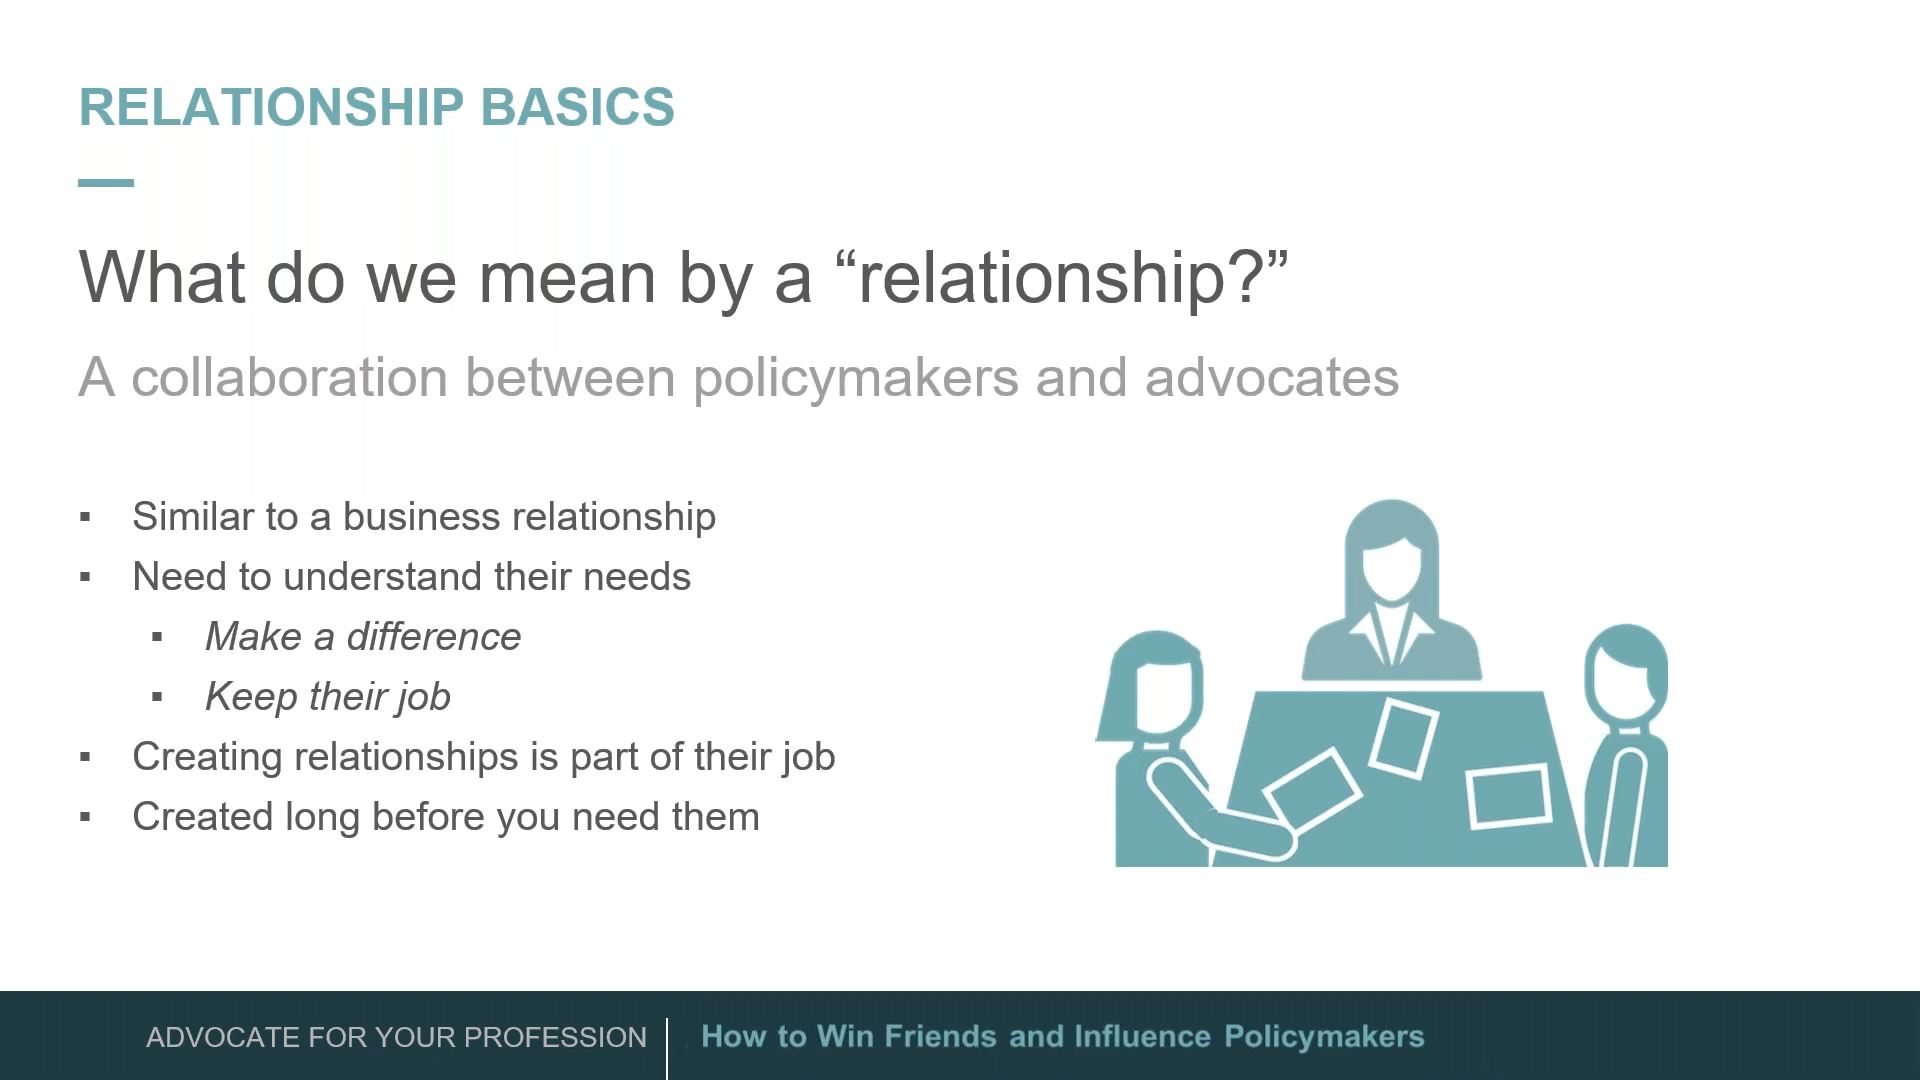 RELATIONSHIP BASICS
What do we mean by a “relationship?”
A collaboration between policymakers and advocates
▪ Similar to a business relationship
▪ Need to understand their needs
▪ Make a difference
▪ Keep their job
▪ Creating relationships is part of their job
▪ Created long before you need them
ADVOCATE FOR YOUR PROFESSION
How to Win Friends and Influence Policymakers